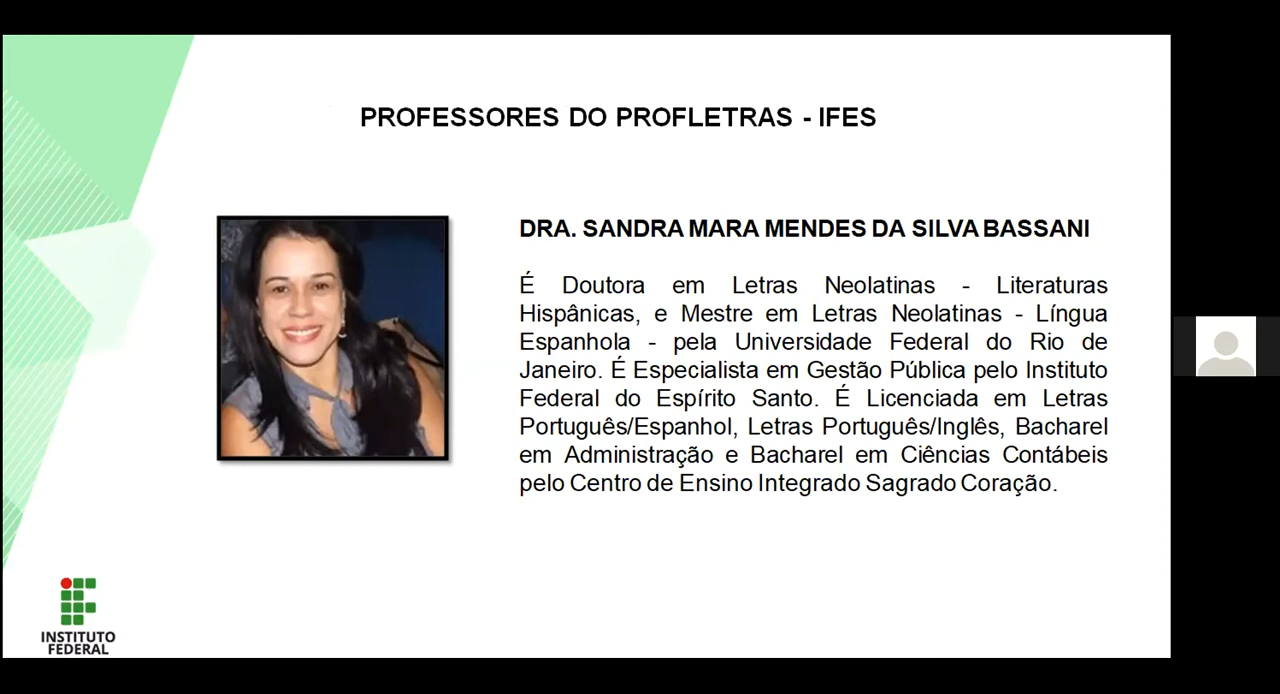 PROFESSORES DO PROFLETRAS - IFES
DRA. SANDRA MARA MENDES DA SILVA BASSANI
É Doutora em Letras Neolatinas - Literaturas
Hispânicas, e Mestre em Letras Neolatinas - Língua
Espanhola - pela Universidade Federal do Rio de
Janeiro. É Especialista em Gestão Pública pelo Instituto
Federal do Espírito Santo. É Licenciada em Letras
Português/Espanhol, Letras Português/Inglês, Bacharel
em Administração e Bacharel em Ciências Contábeis
pelo Centro de Ensino Integrado Sagrado Coração.
INSTITUTO
FEDERAL